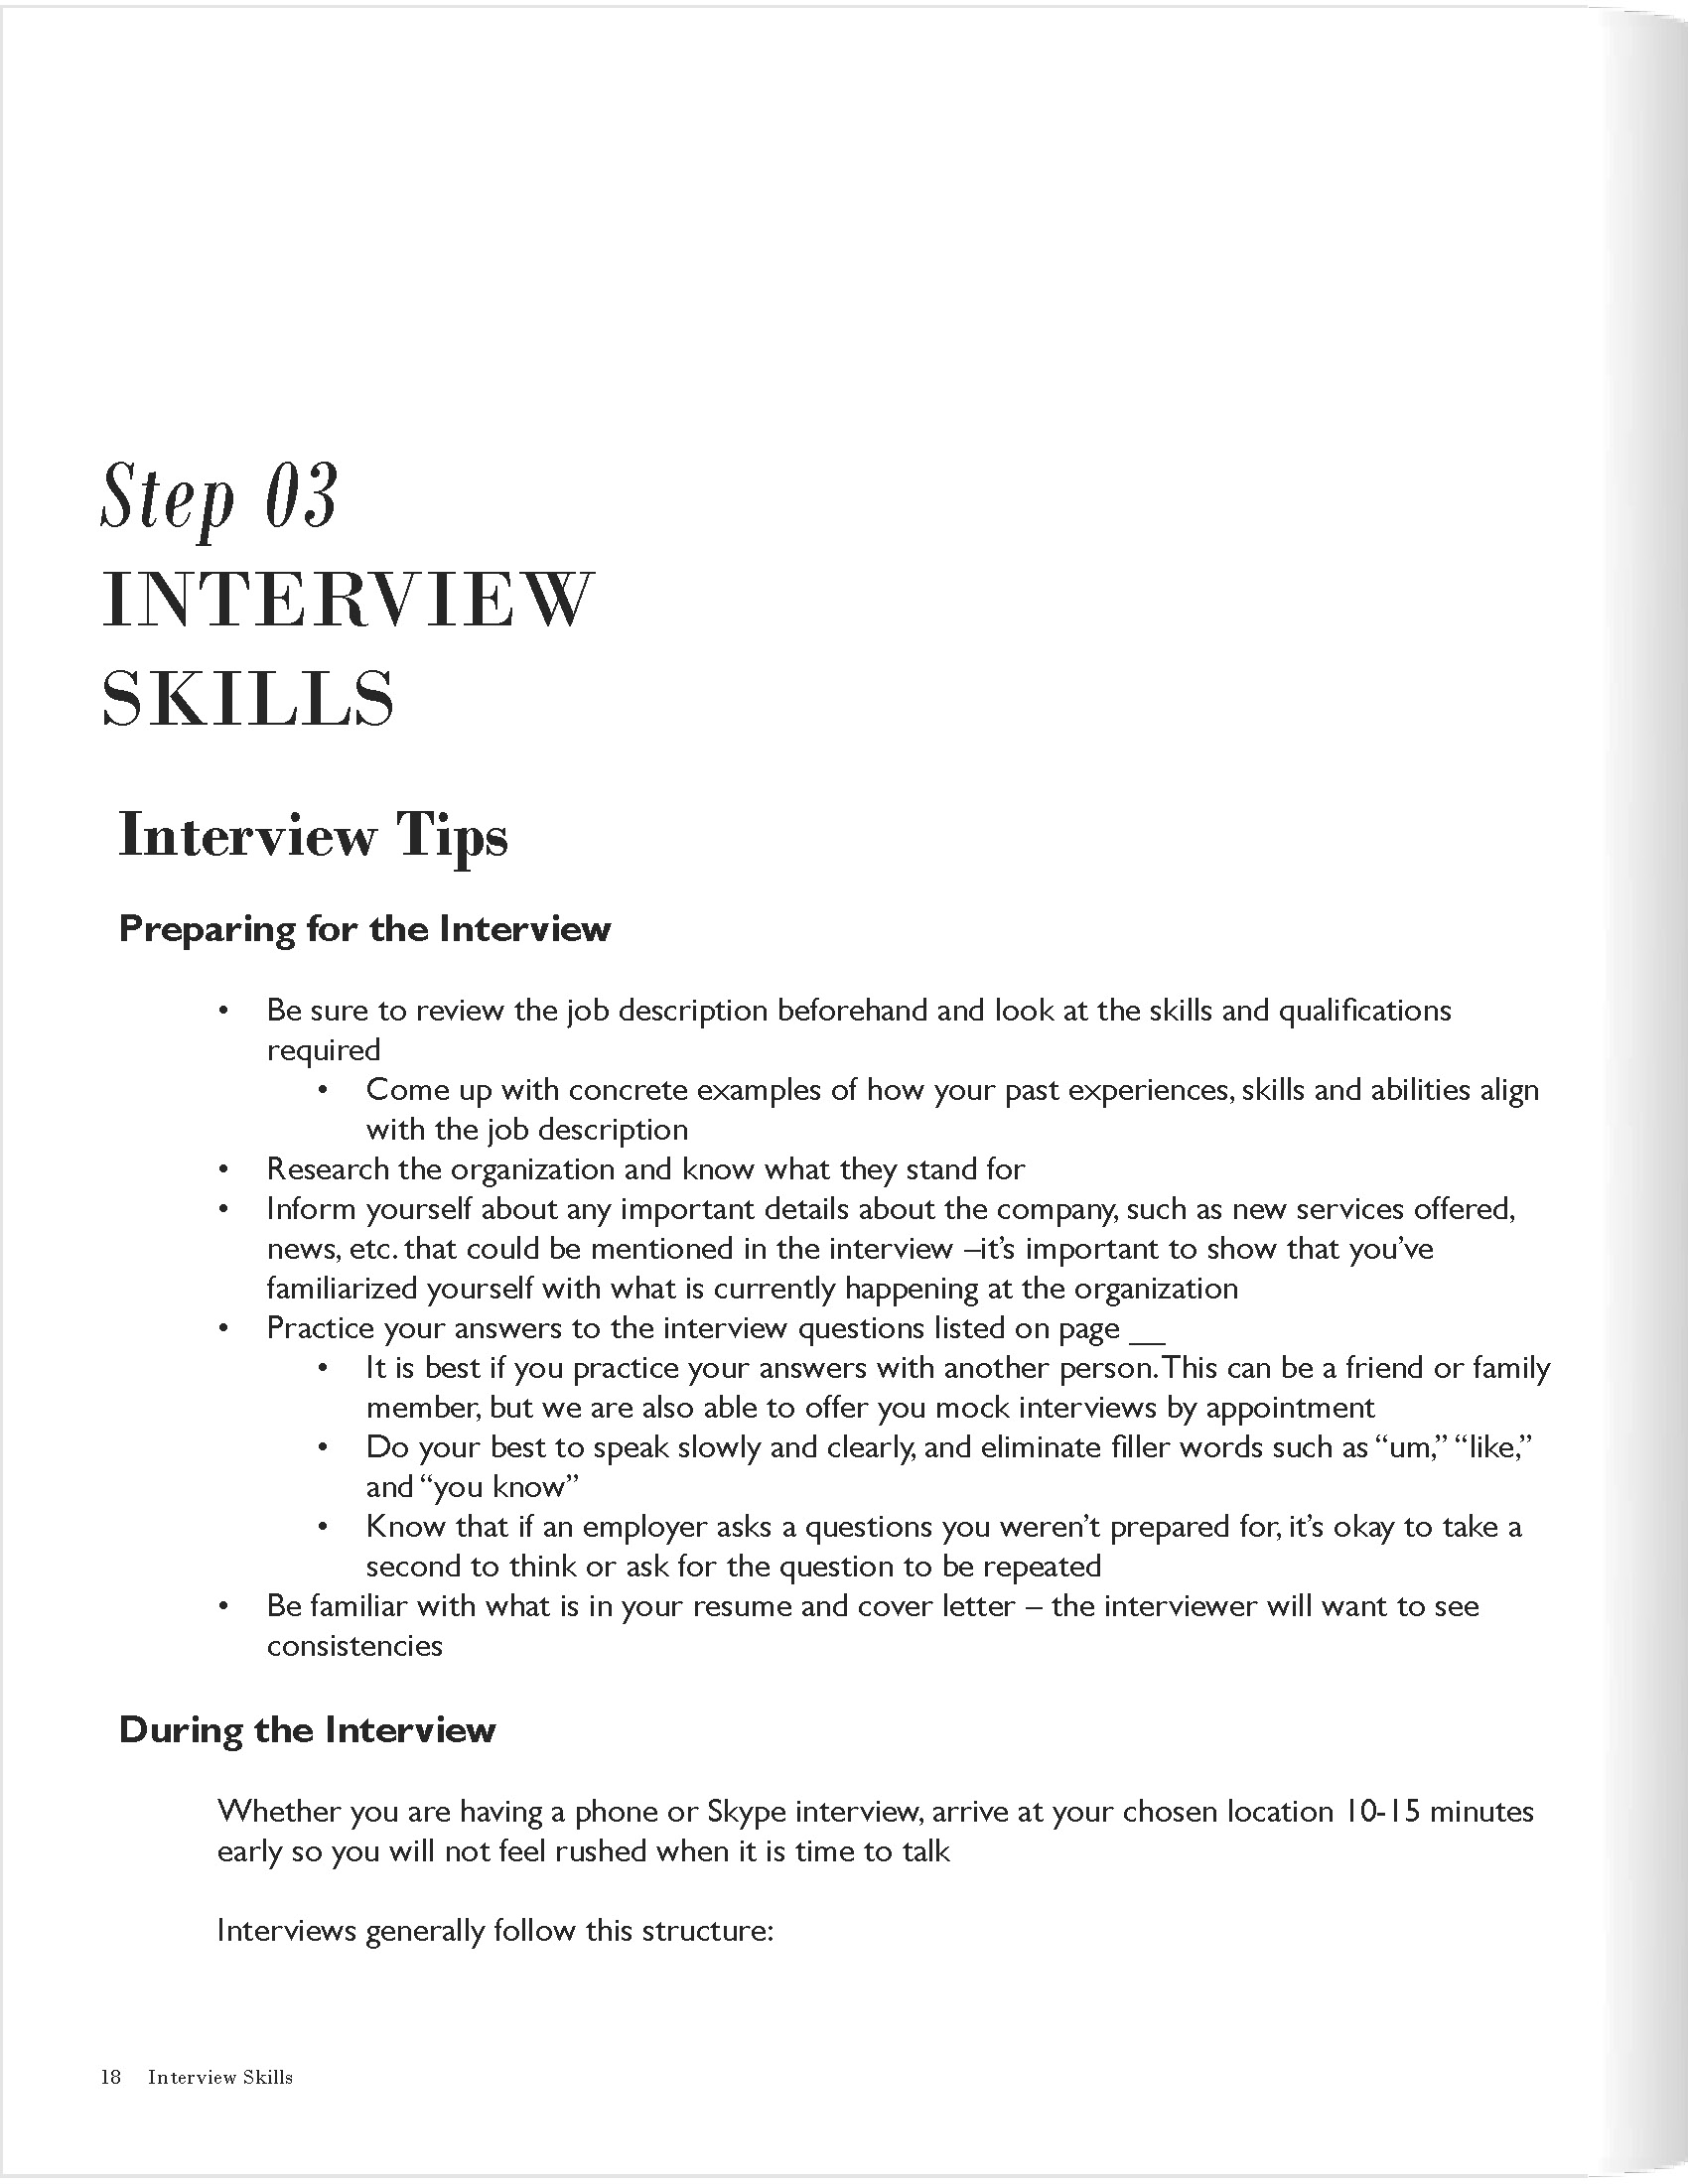 Step 03
INTERVIEW
SKILLS
Interview Tips
Preparing for the Interview
• Be sure to review the job description beforehand and look at the skills and qualifications
required
• Come up with concrete examples of how your past experiences, skills and abilities align
with the job description
• Research the organization and know what they stand for
• Inform yourself about any important details about the company, such as new services offered,
news, etc. that could be mentioned in the interview –it’s important to show that you’ve
familiarized yourself with what is currently happening at the organization
• Practice your answers to the interview questions listed on page __
• It is best if you practice your answers with another person. This can be a friend or family
member, but we are also able to offer you mock interviews by appointment
• Do your best to speak slowly and clearly, and eliminate filler words such as “um,” “like,”
and “you know”
• Know that if an employer asks a questions you weren’t prepared for, it’s okay to take a
second to think or ask for the question to be repeated
• Be familiar with what is in your resume and cover letter – the interviewer will want to see
consistencies
During the Interview
Whether you are having a phone or Skype interview, arrive at your chosen location 10-15 minutes
early so you will not feel rushed when it is time to talk
Interviews generally follow this structure:
18 Interview Skills